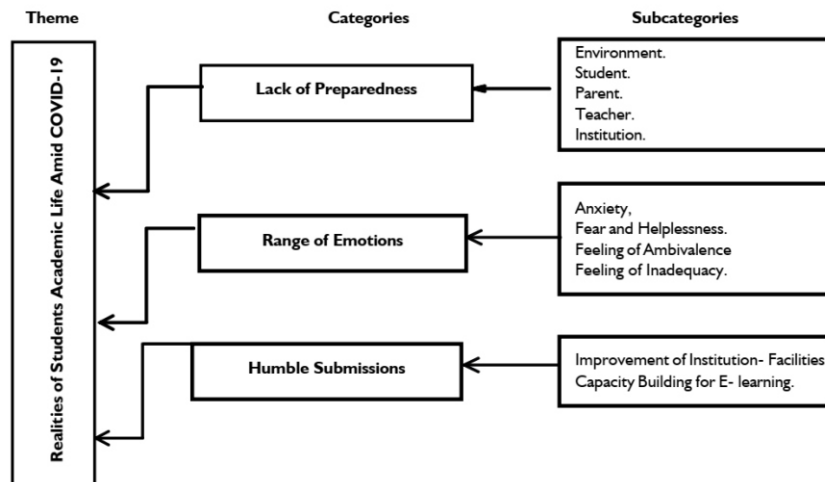 Theme
Categories
Subcategories
Realities of Students Academic Life Amid COVID-19
Lack of Preparedness
Environment.
Student.
Parent.
Teacher.
Institution.
Range of Emotions
Anxiety,
Fear and Helplessness.
Feeling of Ambivalence
Feeling of Inadequacy.
Humble Submissions
Improvement of Institution- Facilities
Capacity Building for E- learning.